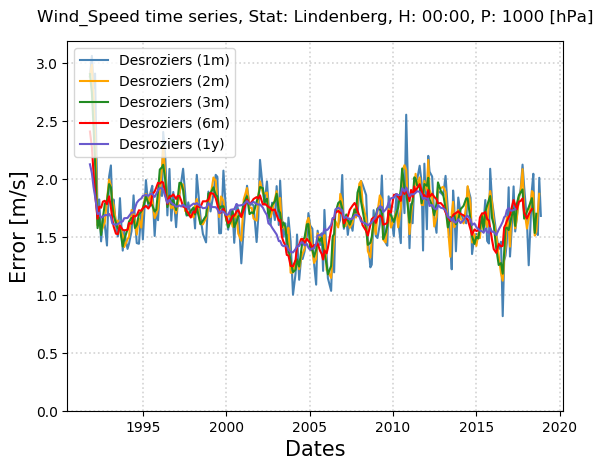 Wind_Speed time series, Stat: Lindenberg, H: 00:00, P: 1000 [hPa]
Desroziers (1m)
Desroziers (2m)
Desroziers (3m)
Desroziers (6m)
Desroziers (1y)
Error [m/s]
3.0
2.5
2.0
1.5
1.0
0.5
0.0
1995 2000 2005 2010 2015 2020
Dates